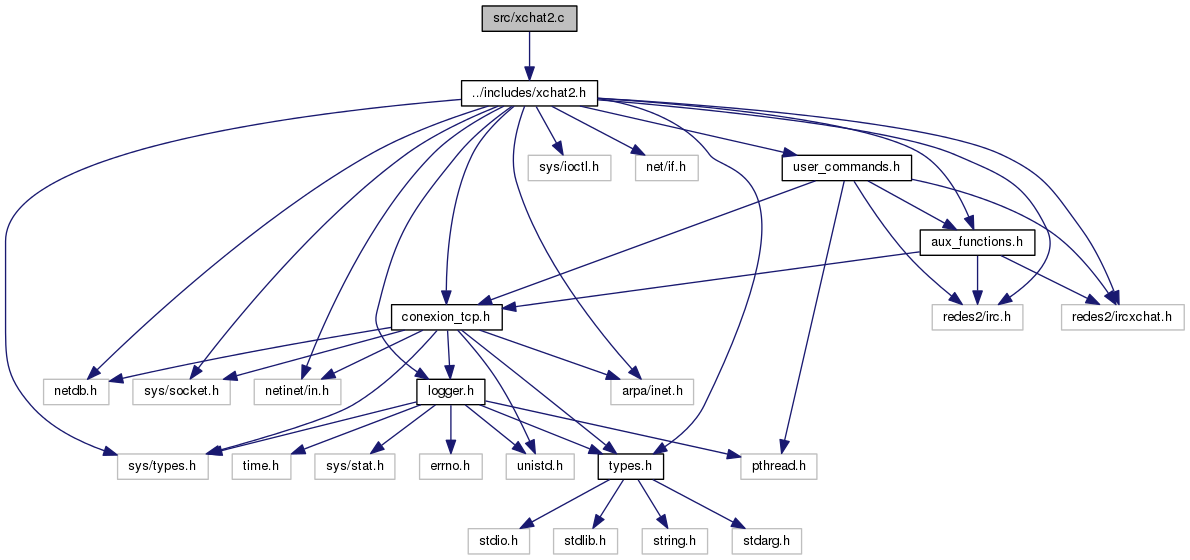 src/xchat2.c
../includes/xchat2.h
sys/ioctl.h
net/if.h
user_commands.h
aux_functions.h
conexion_tcp.h
redes2/irc.h
redes2/ircxchat.h
netdb.h
sys/socket.h
netinet/in.h
logger.h
arpa/inet.h
sys/types.h
time.h
sys/stat.h
errno.h
unistd.h
types.h
pthread.h
stdio.h
stdlib.h
string.h
stdarg.h